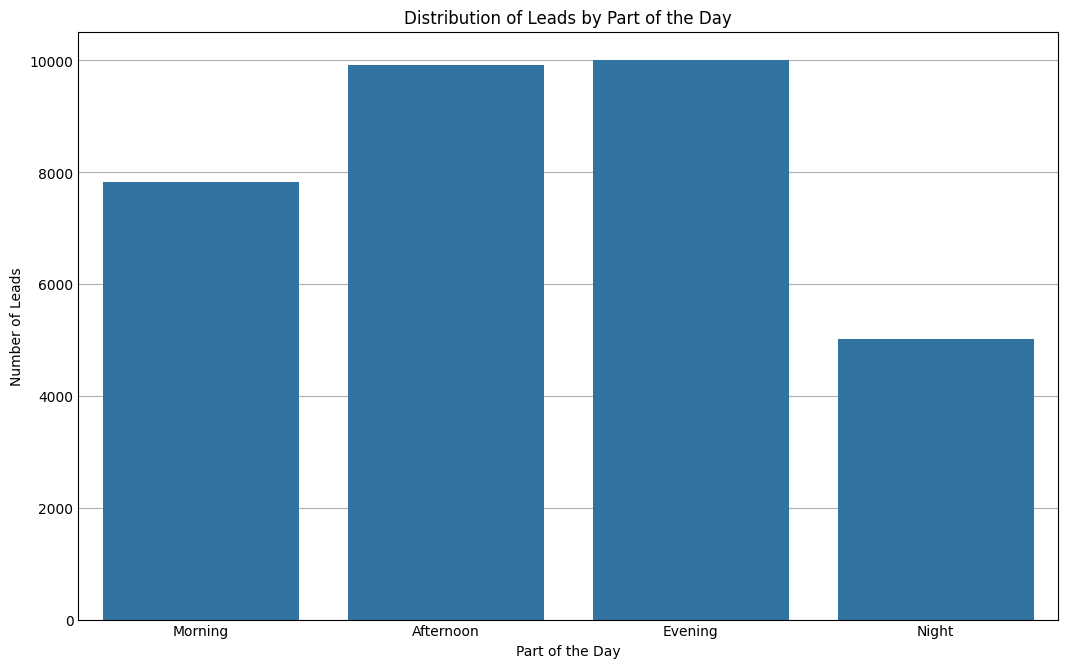 Distribution of Leads by Part of the Day
10000
8000
6000
4000
2000
0
Number of Leads
Morning Afternoon Evening Night
Part of the Day